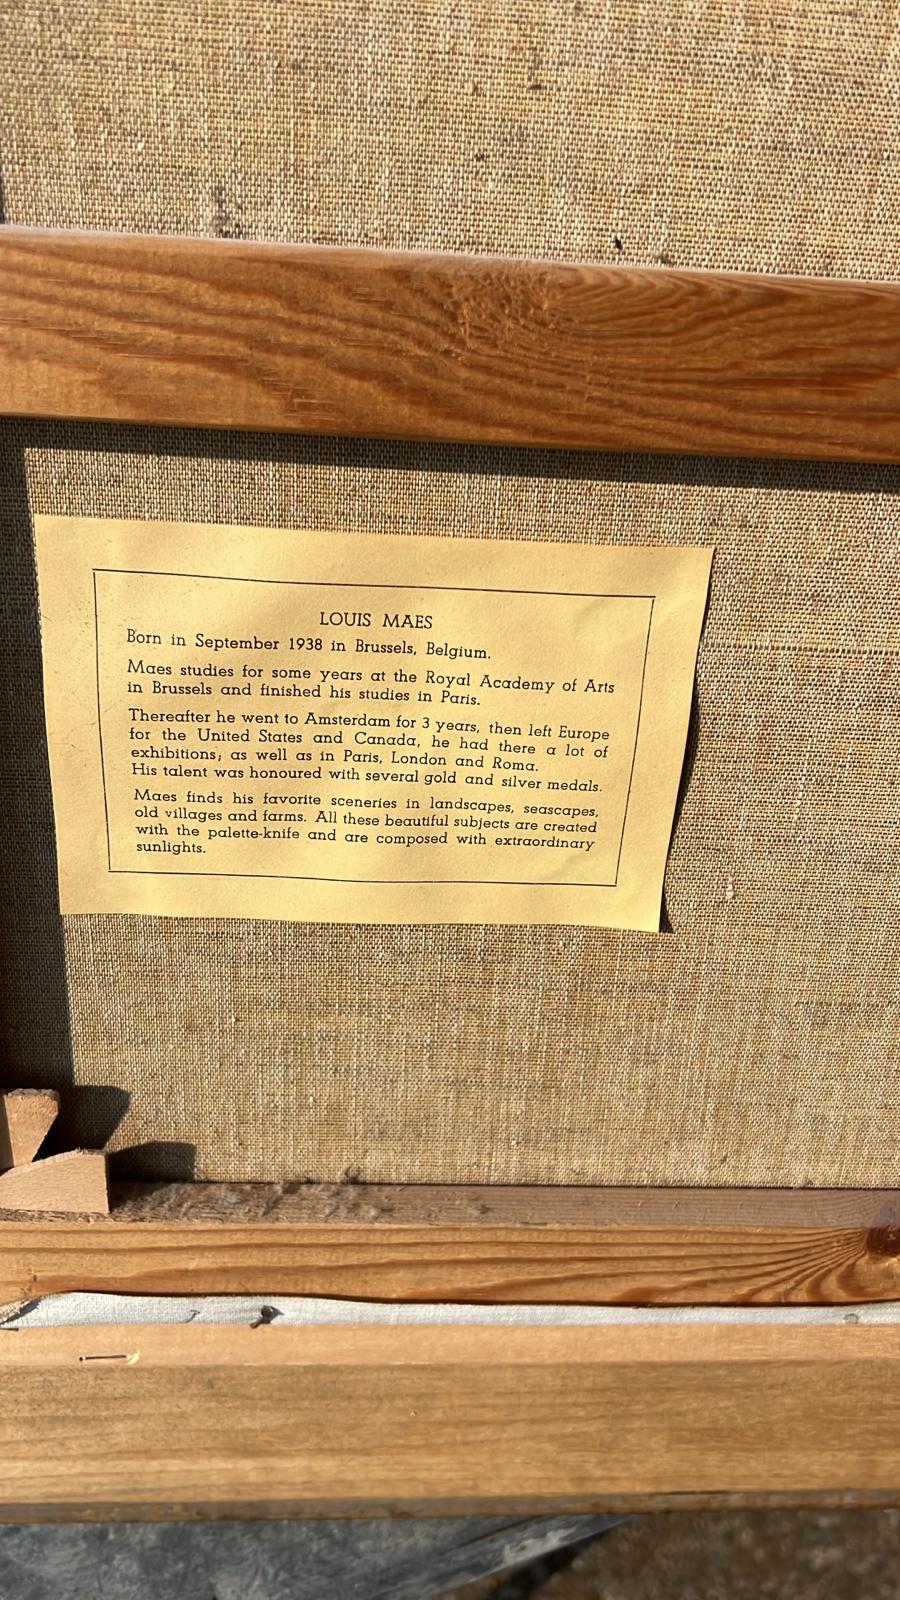 LOUIS MAES
Born in September 1938 in Brussels, Belgium.
Maes studies for some years at the Royal Academy of Arts
in Brussels and finished his studies in Paris.
Thereafter he went to Amsterdam for 3 years, then left Europe
for the United States and Canada, he had there a lot of
exhibitions; as well as in Paris, London and Roma.
His talent was honoured with several gold and silver medals.
Maes finds his favorite sceneries in landscapes, seascapes,
old villages and farms. All these beautiful subjects are created
with the palette-knife and are composed with extraordinary
sunlights.